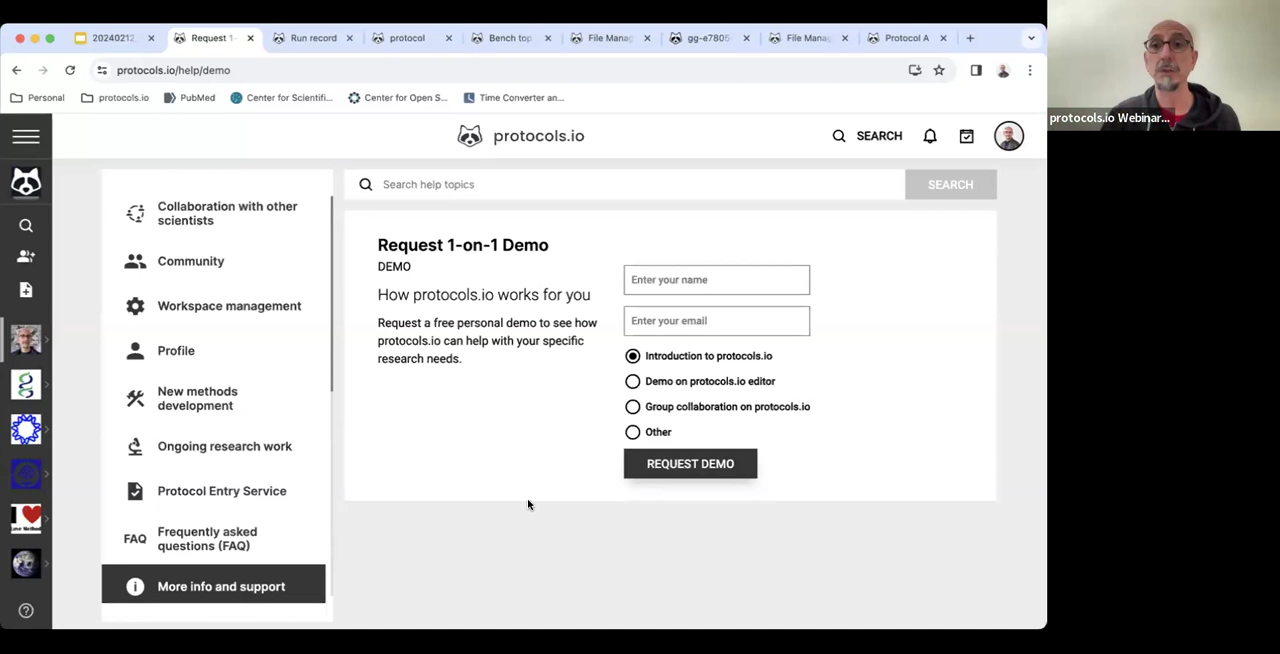 20240212
Request 1-
Run record
protocol
Bench top
File Manag
gg-e7805-
File Manag
Protocol A
protocols.io/help/demo
Personal
protocols.io
PubMed
Center for Scientifi...
Center for Open S...
Time Converter an...
protocols.io
SEARCH
Search help topics
SEARCH
Collaboration with other
scientists
Community
Workspace management
Profile
New methods
development
Ongoing research work
Protocol Entry Service
FAQ
Frequently asked
questions (FAQ)
More info and support
Request 1-on-1 Demo
DEMO
How protocols.io works for you
Request a free personal demo to see how
protocols.io can help with your specific
research needs.
Enter your name
Enter your email
Introduction to protocols.io
Demo on protocols.io editor
Group collaboration on protocols.io
Other
REQUEST DEMO
I
protocols.io Webinar...